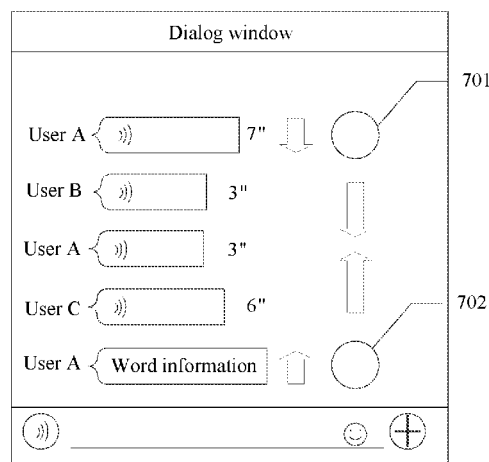 Dialog window
701
User A 7"
User B 3"
User A 3"
User C 6"
702
User A Word information